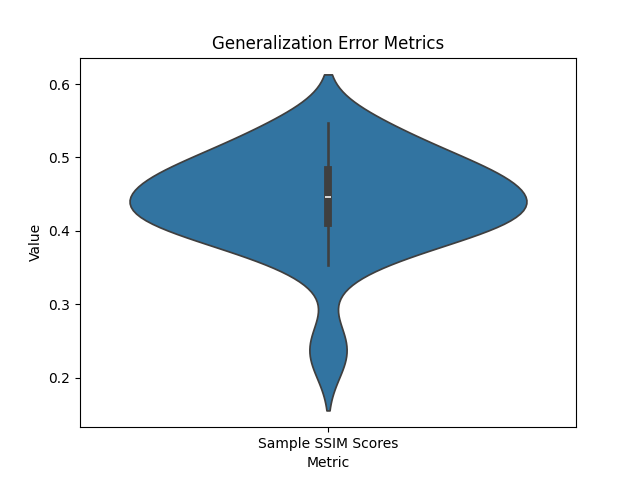 Generalization Error Metrics
0.6
0.5
0.4
0.3
0.2
Value
Sample SSIM Scores
Metric